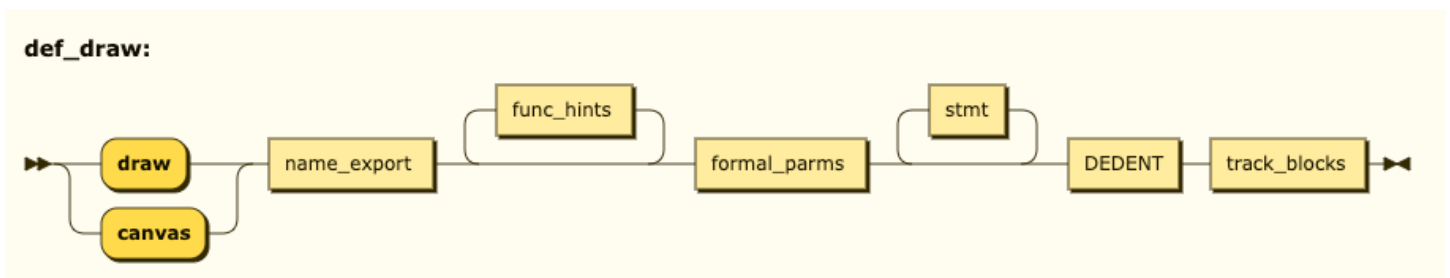 def_draw:
func_hints
stmt
draw
name_export
formal_parms
DEDENT
track_blocks
canvas